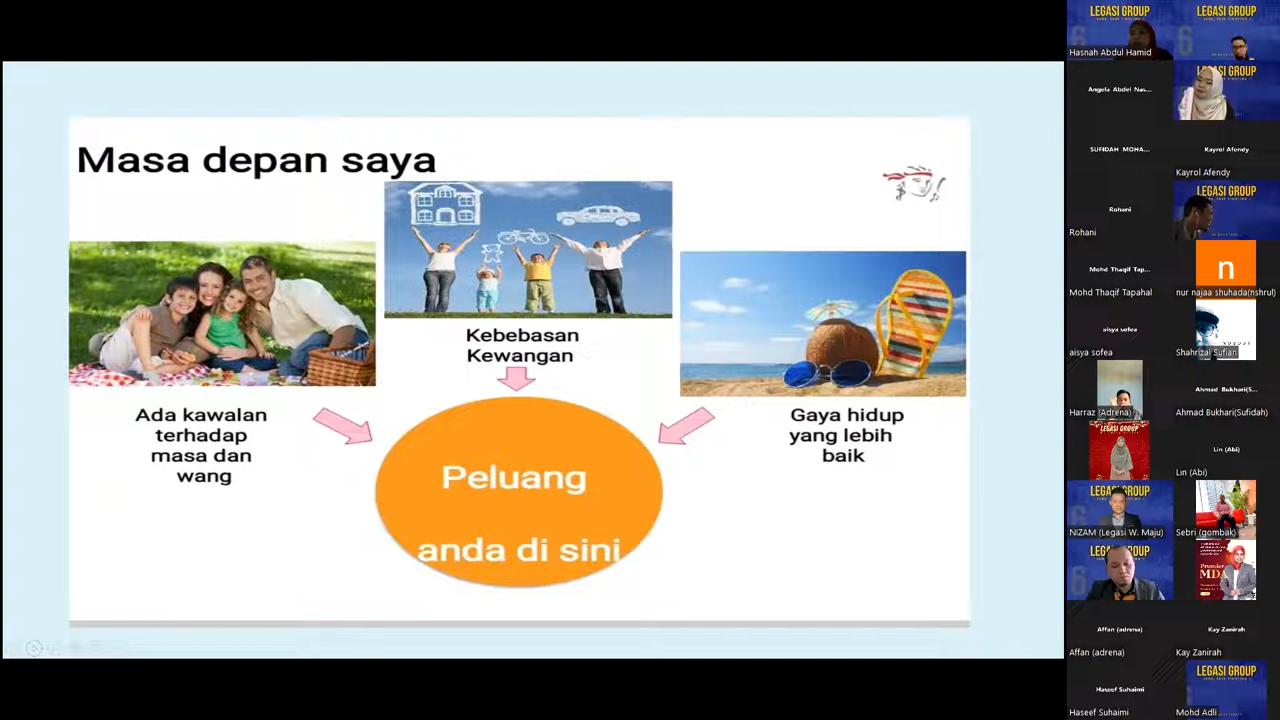 Masa depan saya
Kebebasan
Kewangan
Ada kawalan
terhadap
masa dan
wang
Gaya hidup
yang lebih
baik
Peluang
anda di sini
LEGASI GROUP
LEGASI GROUP
Hasnah Abdul Hamid
Angela Abdel Nas...
LEGASI GROUP
SUFIDAH MOHA...
Kayrol Afendy
Kayrol Afendy
Rohani
LEGASI GROUP
Rohani
Mohd Thaqif Tap...
n
Mohd Thaqif Tapahal
nur najaa shuhada(nshrul)
aisya sofea
aisya sofea
Shahrizal Sufian
Ahmad Bukhari(S...
Harraz (Adrena)
Ahmad Bukhari(Sufidah)
LEGASI GROUP
Lin (Abi)
Lin (Abi)
LEGASI GROUP
NIZAM (Legasi W. Maju)
Sebri (gombak)
LEGASI GROUP
Premier
MDA
Affan (adrena)
Kay Zanirah
Affan (adrena)
Kay Zanirah
Haseef Suhaimi
LEGASI GROUP
Haseef Suhaimi
Mohd Adli